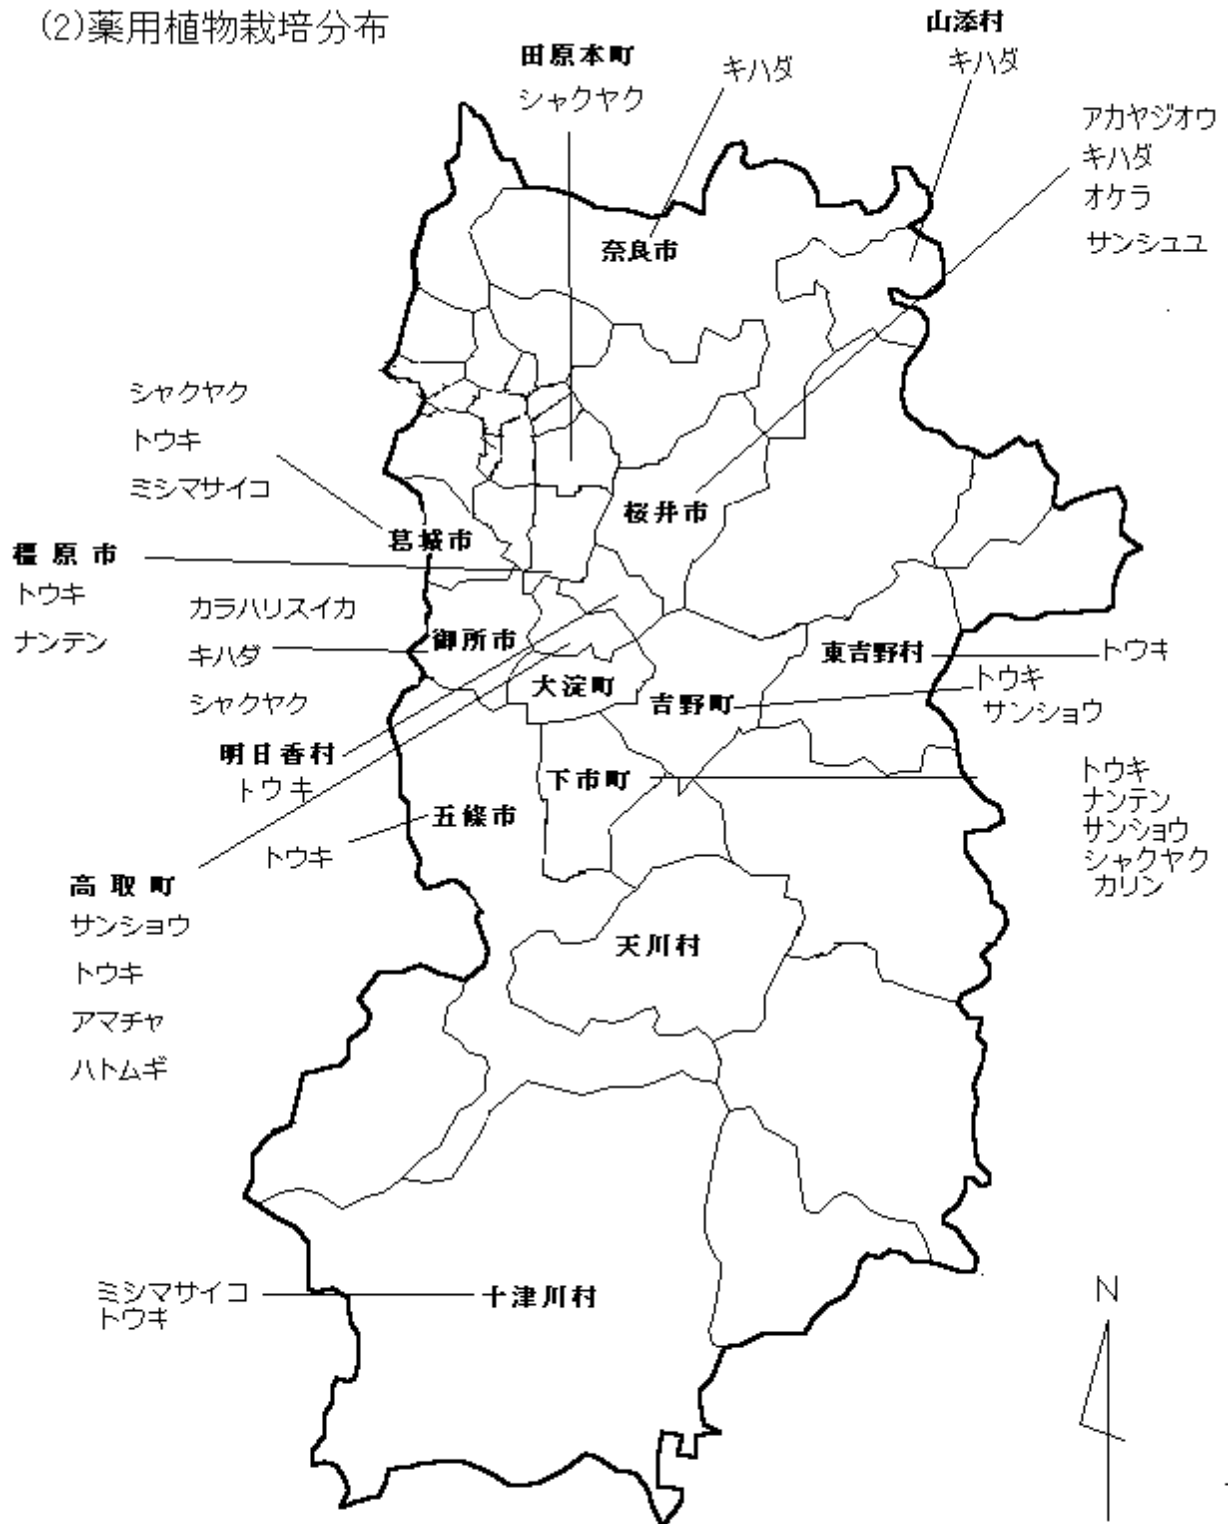 (2)薬用植物栽培分布
山添村
キハダ
田原本町
シャクヤク
キハダ
奈良市
アカヤジオウ
キハダ
オケラ
サンシュユ
桜井市
シャクヤク
トウキ
ミシマサイコ
葛城市
橿原市
トウキ
ナンテン
カラハリスイカ
キハダ
シャクヤク
御所市
東吉野村
トウキ
大淀町
吉野町
トウキ
サンショウ
明日香村
トウキ
下市町
トウキ
ナンテン
サンショウ
シャクヤク
カリン
五條市
トウキ
高取町
サンショウ
トウキ
アマチャ
ハトムギ
天川村
ミシマサイコ
トウキ
十津川村
N